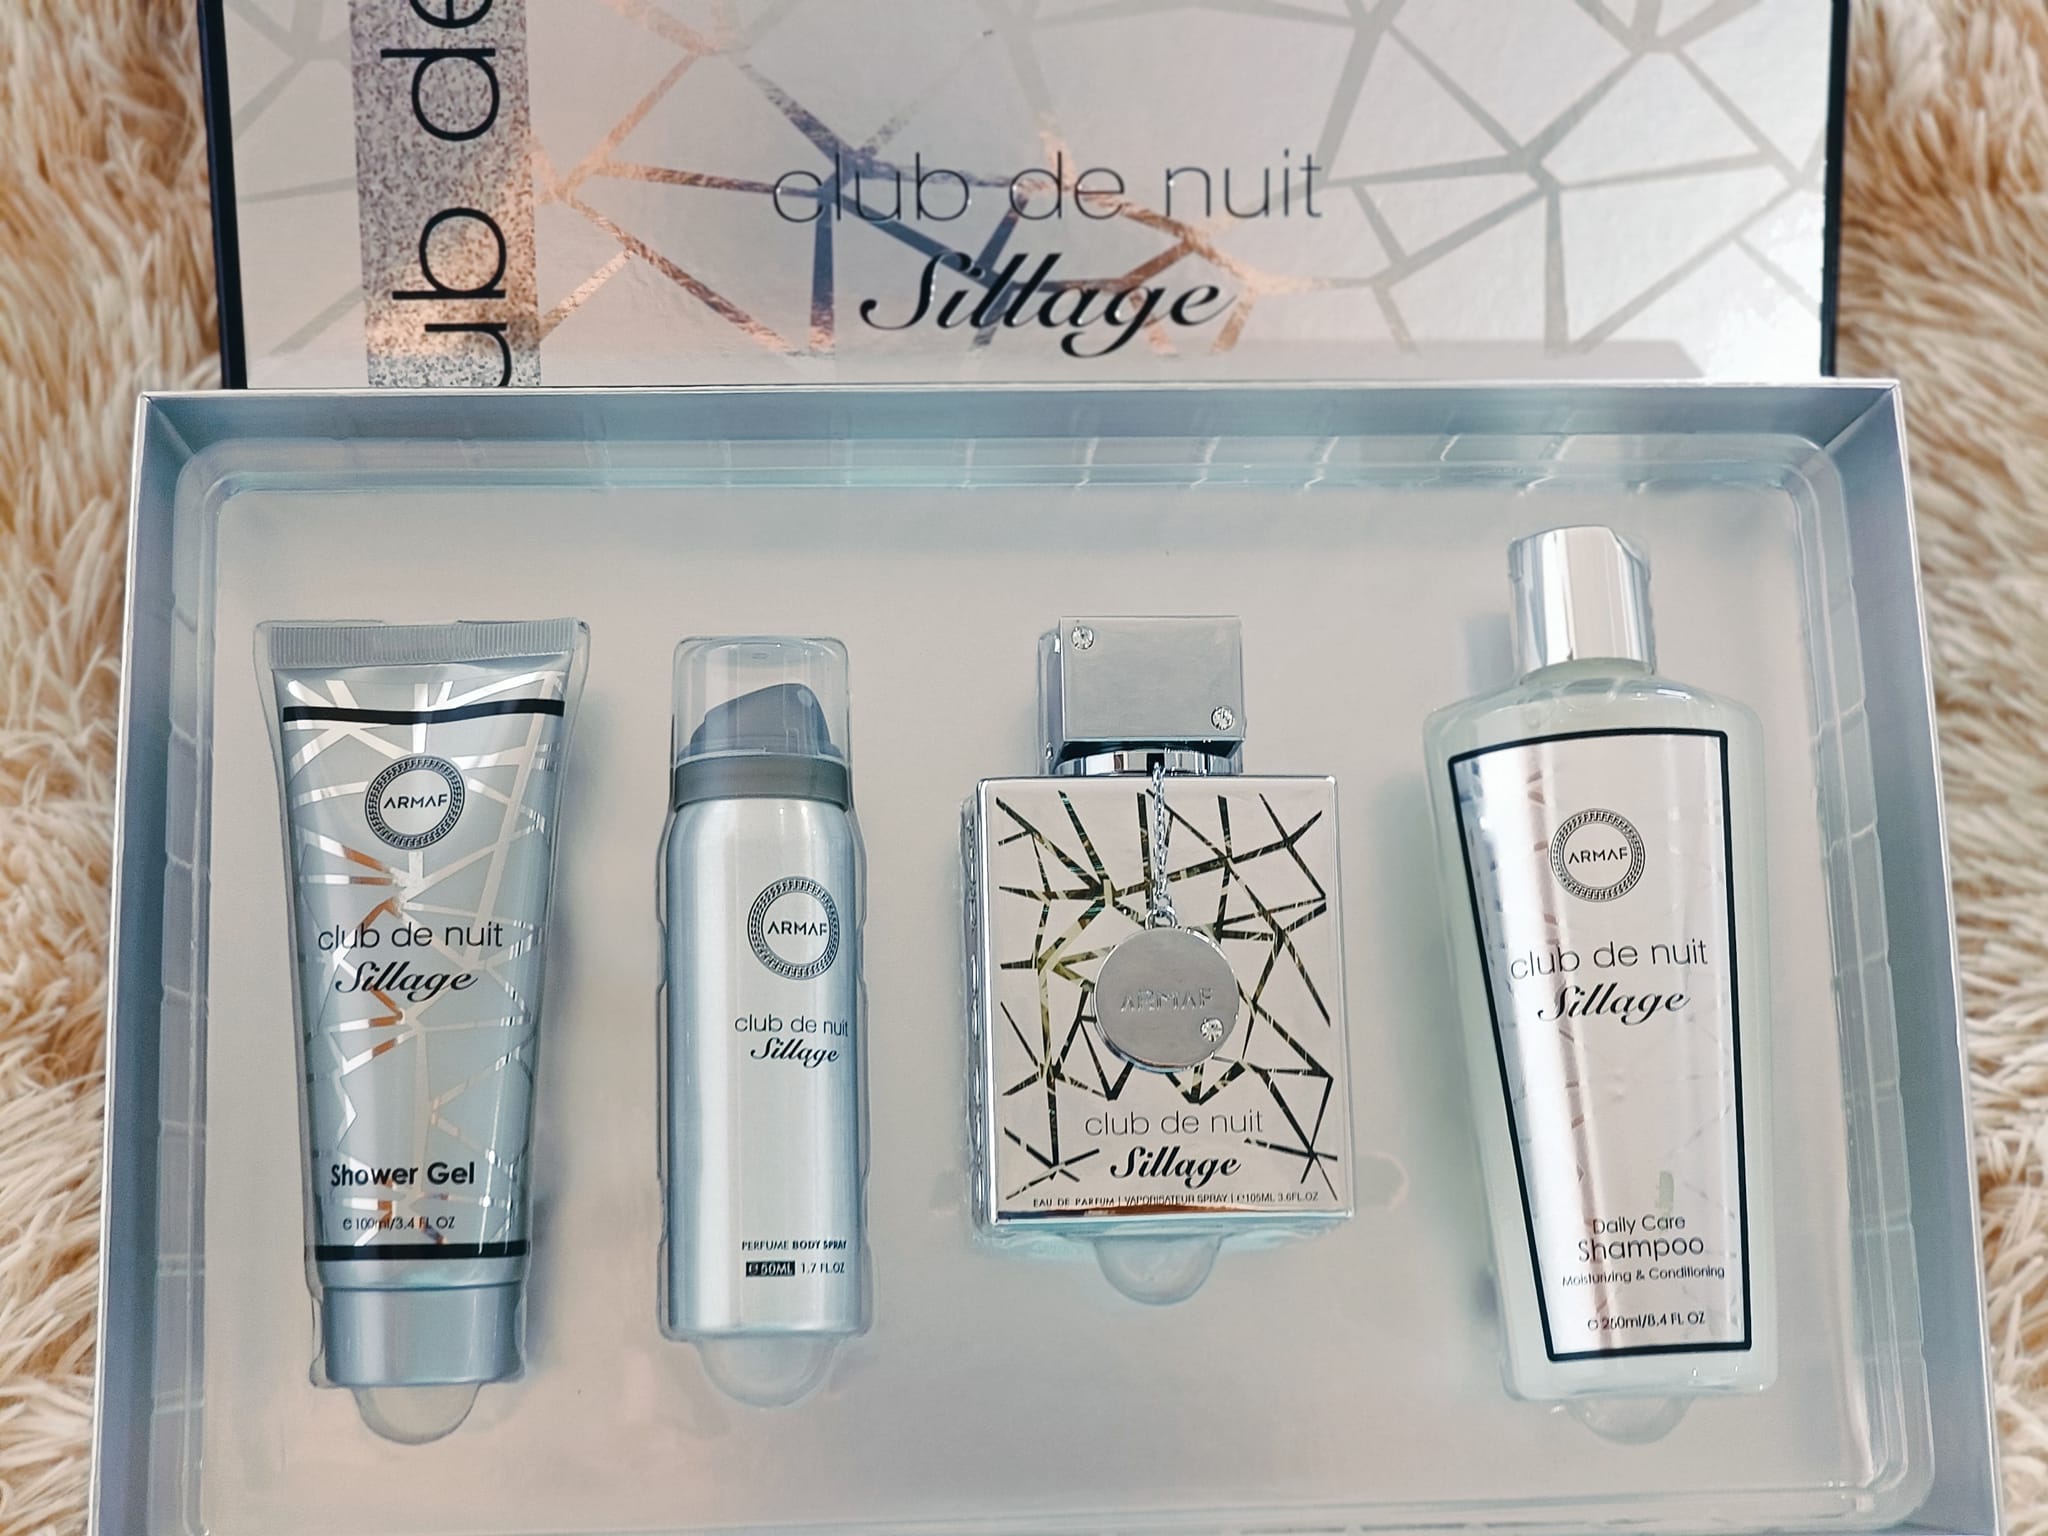 ub de
n
club de nuit
Sillage
ARMAF
club de nuit
Sillage
Shower Gel
e 100ml/3.4 FL OZ
ARMAF
club de nuit
Sillage
PERFUME BODY SPRAY
e 50ML 1.7 FL.OZ
ARMAF
club de nuit
Sillage
EAU DE PARFUM | VAPORISATEUR SPRAY | e 105ML 3.6FL.OZ
ARMAF
club de nuit
Sillage
Daily Care
Shampoo
Moisturizing & Conditioning
e 250ml/8.4 FL OZ